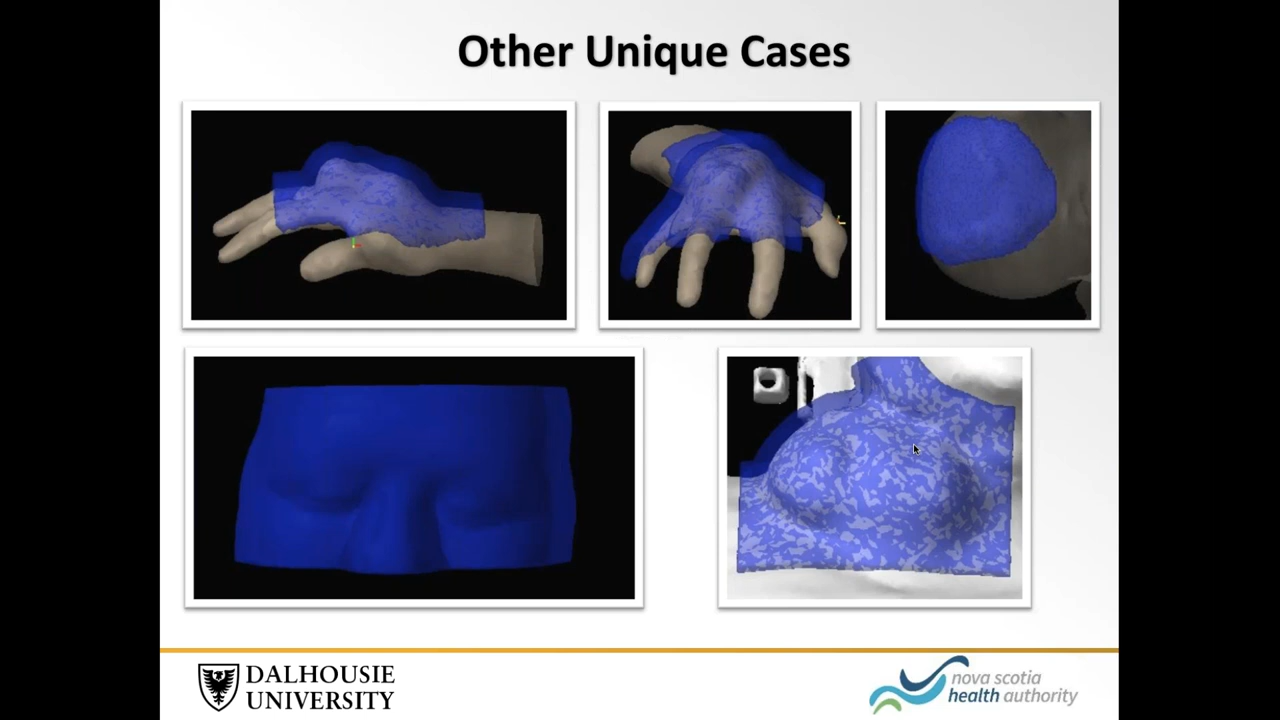 Other Unique Cases
DALHOUSIE
UNIVERSITY
nova scotia
health authority